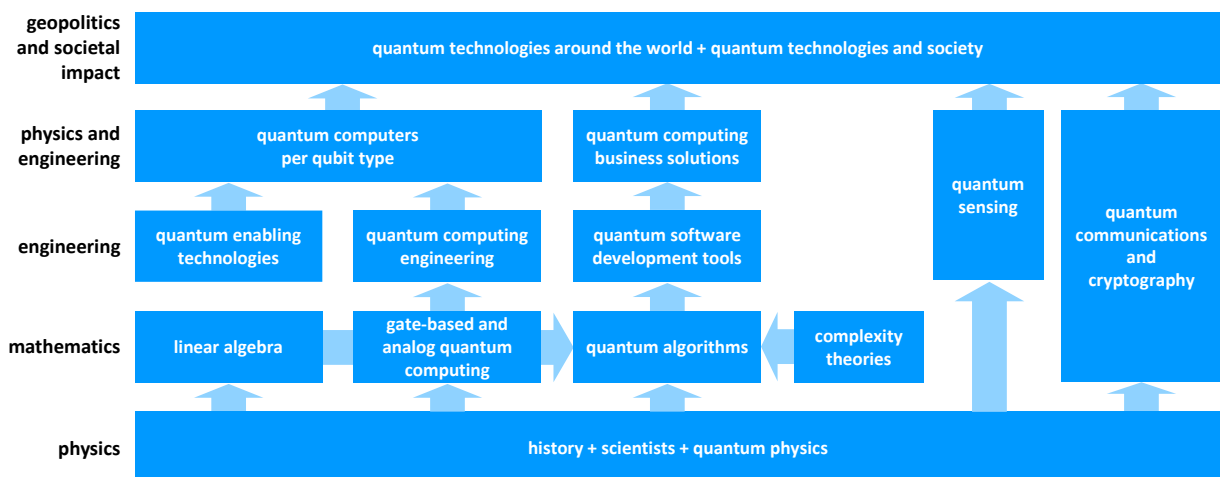 geopolitics
and societal
impact
quantum technologies around the world + quantum technologies and society
physics and
engineering
quantum computers
per qubit type
quantum computing
business solutions
quantum
sensing
quantum
communications
and
cryptography
engineering
quantum enabling
technologies
quantum computing
engineering
quantum software
development tools
mathematics
linear algebra
gate-based and
analog quantum
computing
quantum algorithms
complexity
theories
physics
history + scientists + quantum physics